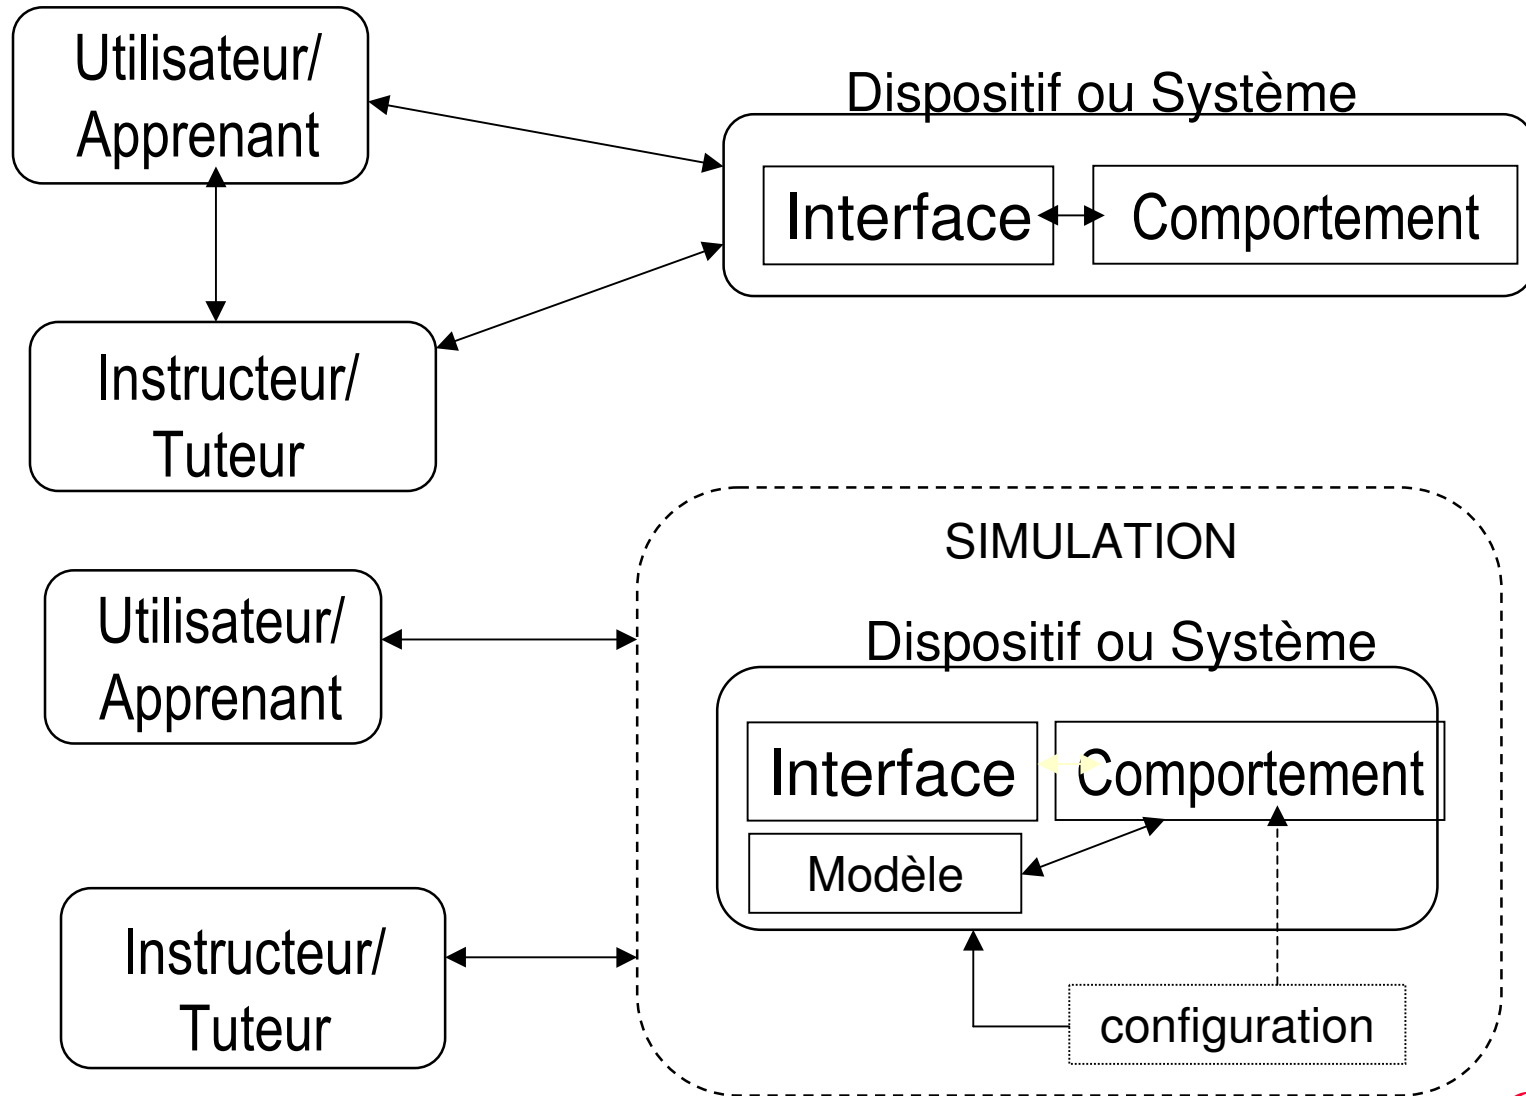 Utilisateur/
Apprenant
Dispositif ou Système
Interface
Comportement
Instructeur/
Tuteur
SIMULATION
Utilisateur/
Apprenant
Dispositif ou Système
Interface
Comportement
Modèle
Instructeur/
Tuteur
configuration